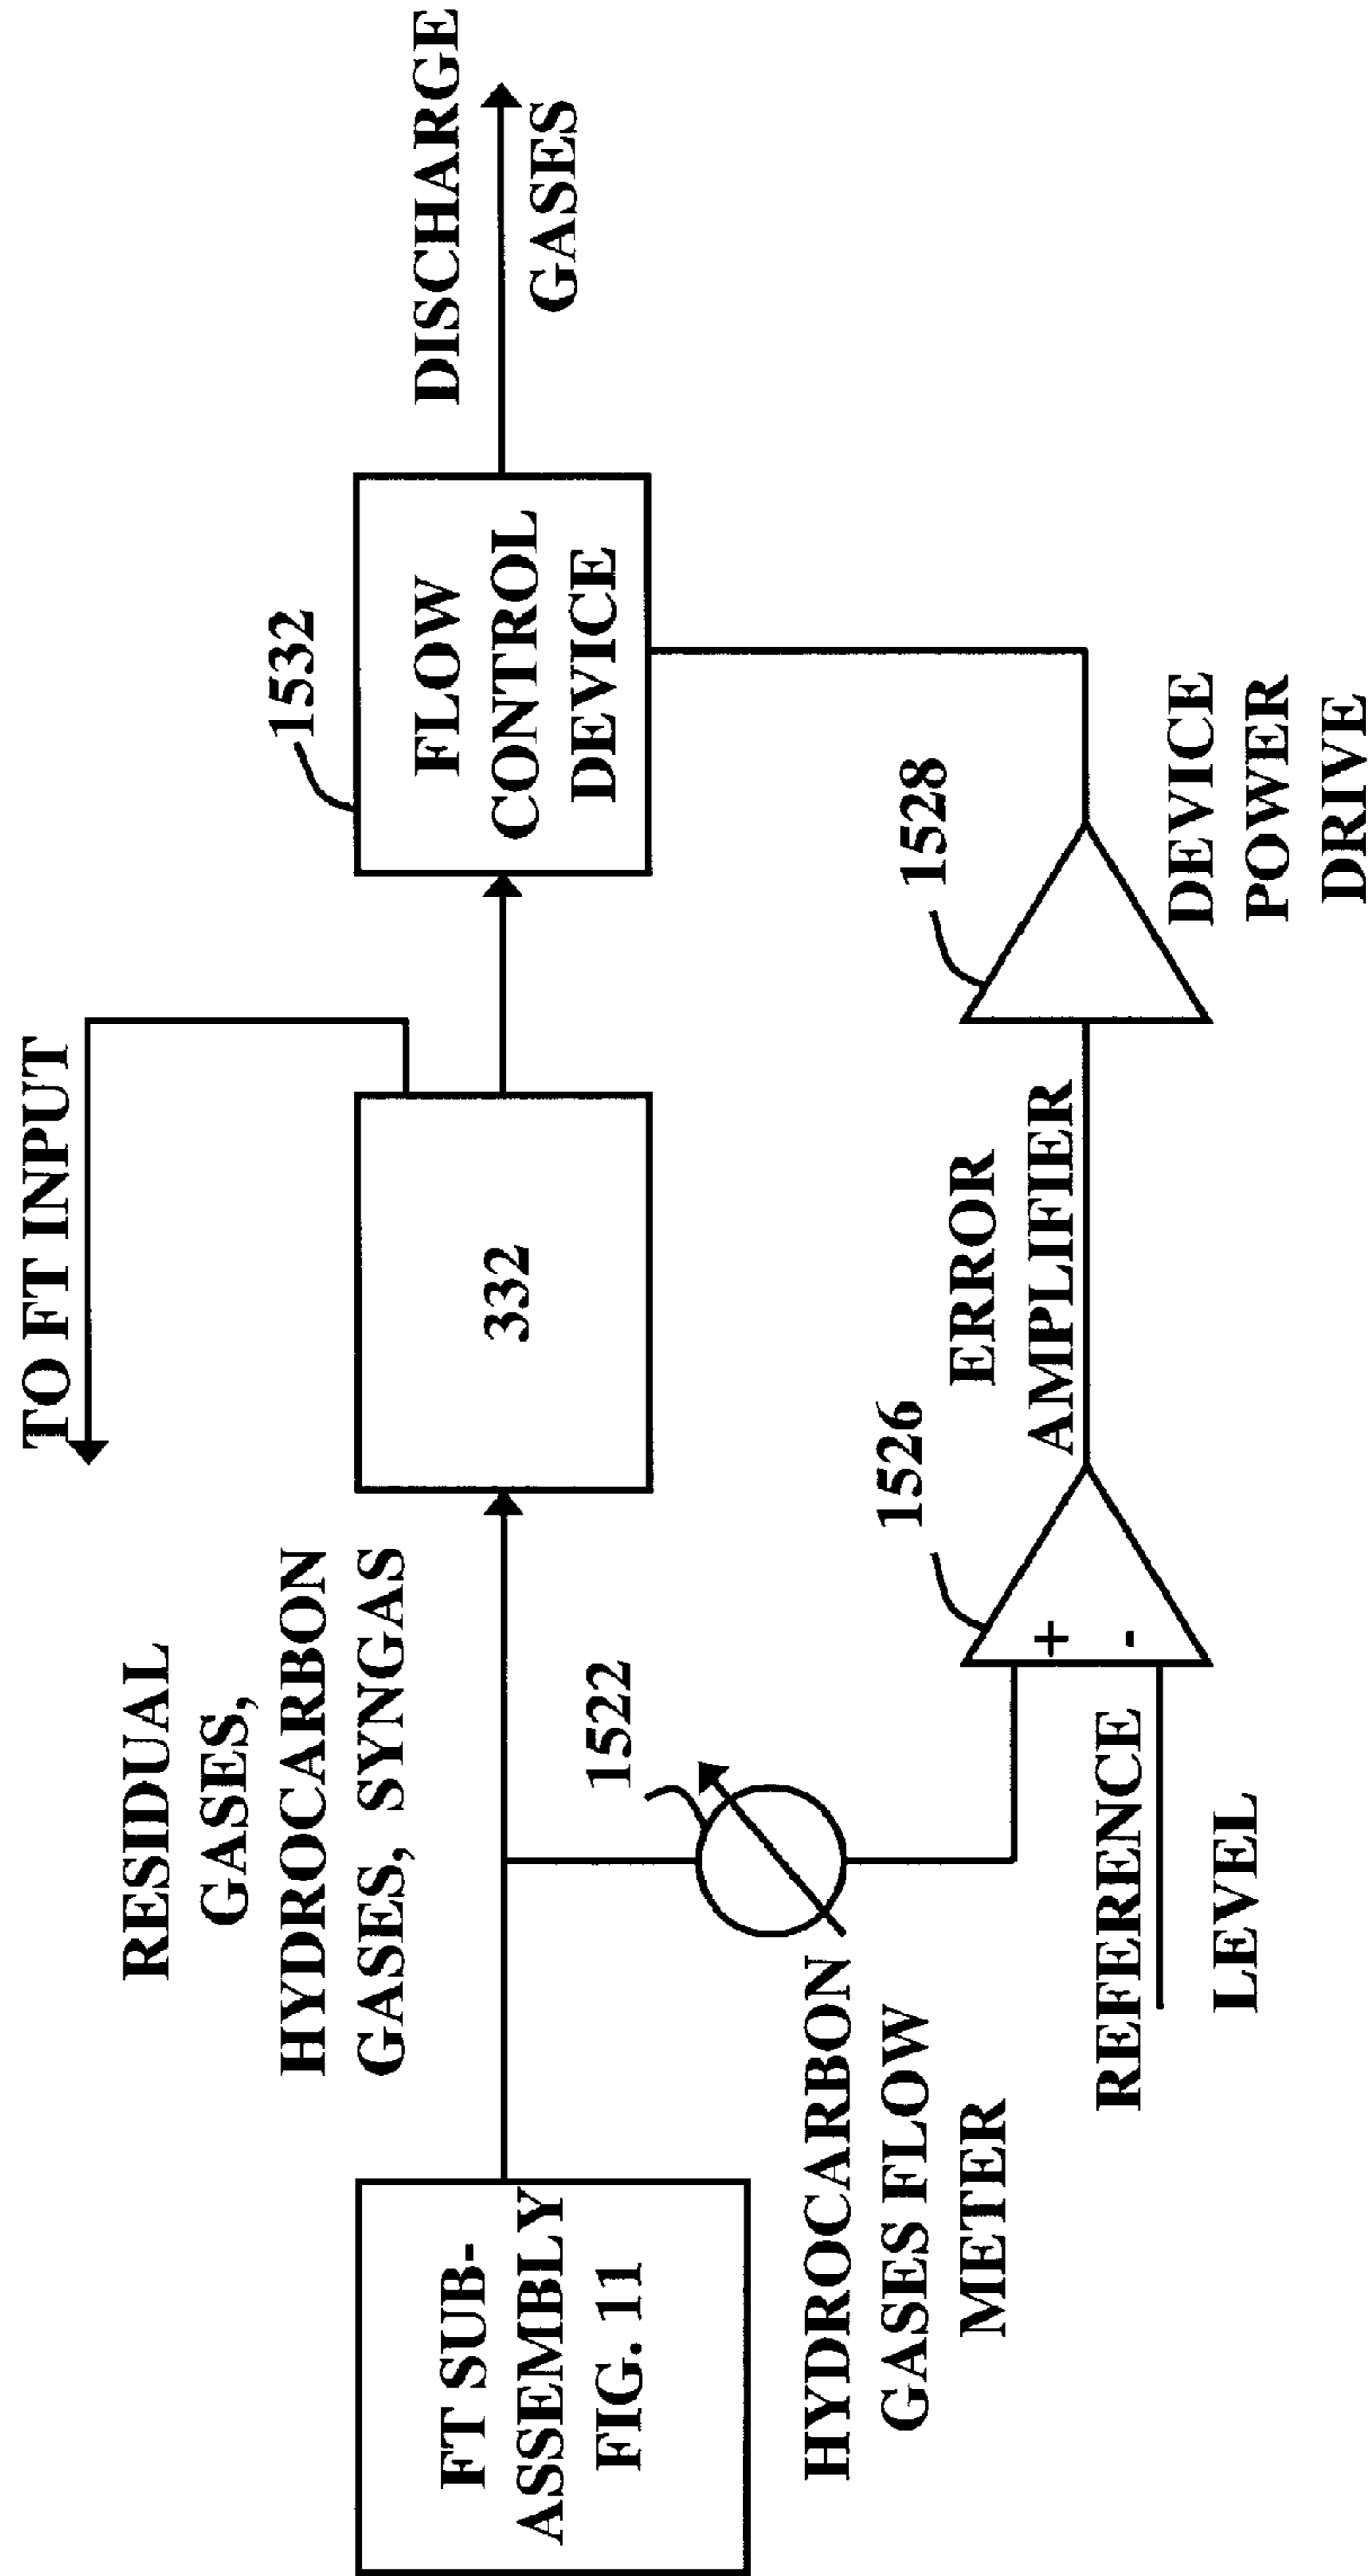 TO FT INPUT
RESIDUAL
GASES,
HYDROCARBON
GASES, SYNGAS
1532
DISCHARGE
GASES
FT SUB-
ASSEMBLY
FIG. 11
332
FLOW
CONTROL
DEVICE
1522
HYDROCARBON
GASES FLOW
METER
1526
ERROR
AMPLIFIER
1528
+
-
REFERENCE
LEVEL
DEVICE
POWER
DRIVE